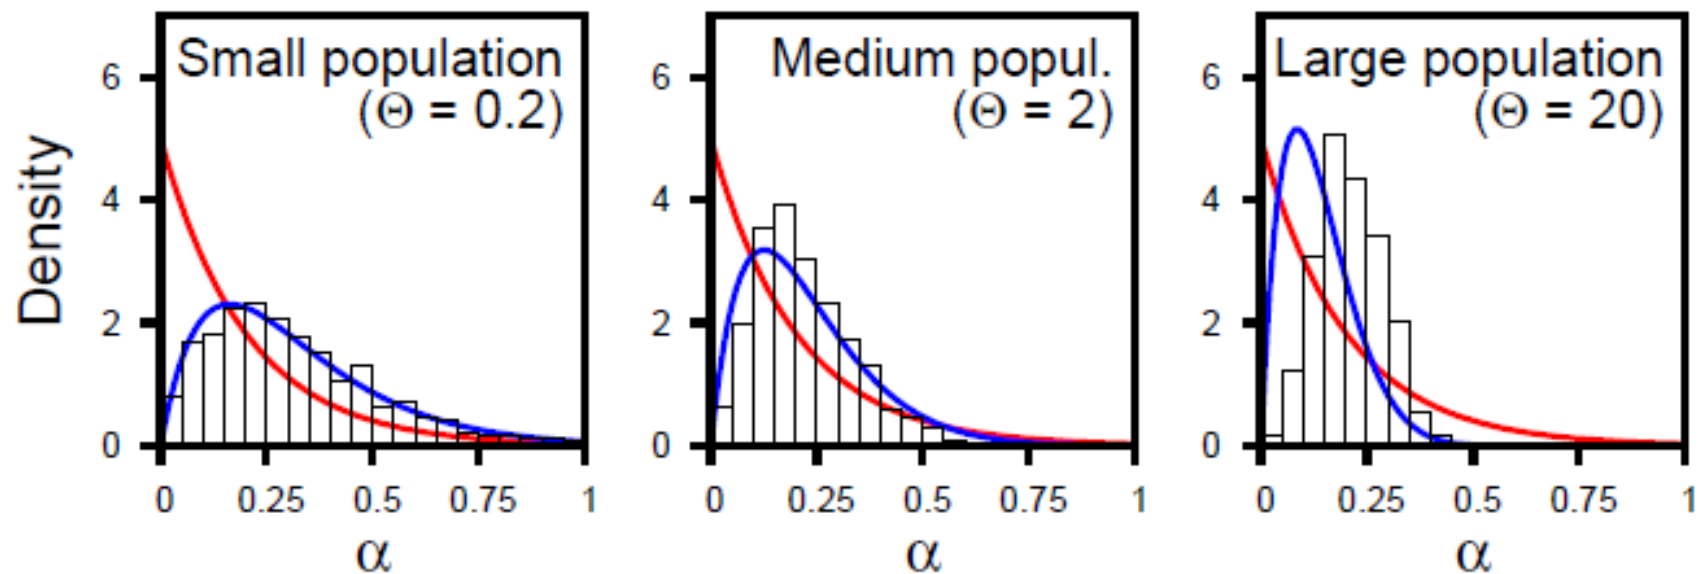 Small population
(Θ = 0.2)
Density
6
4
2
0
0 0.25 0.5 0.75 1
α
Medium popul.
(Θ = 2)
6
4
2
0
0 0.25 0.5 0.75 1
α
Large population
(Θ = 20)
6
4
2
0
0 0.25 0.5 0.75 1
α